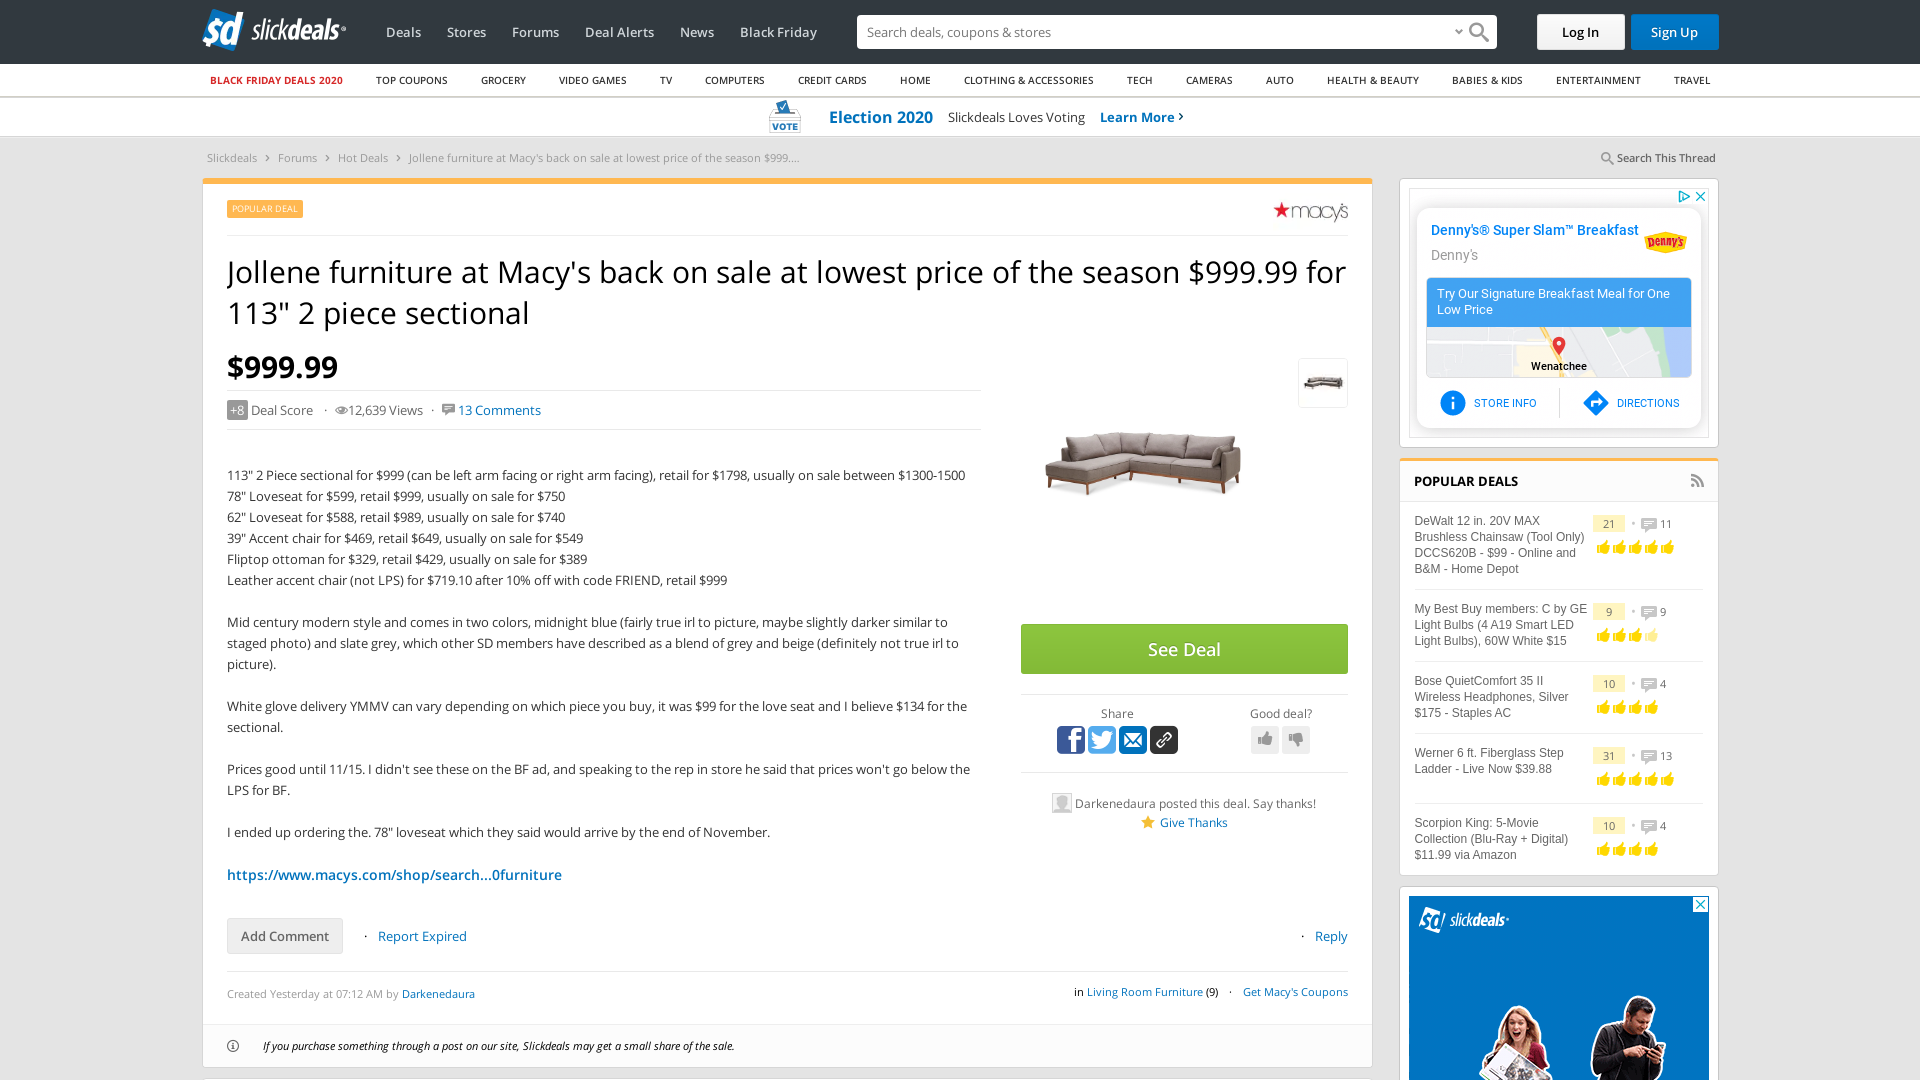 slickdeals
Deals
Stores
Forums
Deal Alerts
News
Black Friday
Search deals, coupons & stores
Log In
Sign Up
BLACK FRIDAY DEALS 2020
TOP COUPONS
GROCERY
VIDEO GAMES
TV
COMPUTERS
CREDIT CARDS
HOME
CLOTHING & ACCESSORIES
TECH
CAMERAS
AUTO
HEALTH & BEAUTY
BABIES & KIDS
ENTERTAINMENT
TRAVEL
VOTE
Election 2020 Slickdeals Loves Voting Learn More
Slickdeals › Forums › Hot Deals › Jollene furniture at Macy's back on sale at lowest price of the season $999....
Search This Thread
POPULAR DEAL
macy's
Jollene furniture at Macy's back on sale at lowest price of the season $999.99 for
113" 2 piece sectional
$999.99
+8 Deal Score · 12,639 Views · 13 Comments
113" 2 Piece sectional for $999 (can be left arm facing or right arm facing), retail for $1798, usually on sale between $1300-1500
78" Loveseat for $599, retail $999, usually on sale for $750
62" Loveseat for $588, retail $989, usually on sale for $740
39" Accent chair for $469, retail $649, usually on sale for $549
Fliptop ottoman for $329, retail $429, usually on sale for $389
Leather accent chair (not LPS) for $719.10 after 10% off with code FRIEND, retail $999
Mid century modern style and comes in two colors, midnight blue (fairly true irl to picture, maybe slightly darker similar to
staged photo) and slate grey, which other SD members have described as a blend of grey and beige (definitely not true irl to
picture).
White glove delivery YMMV can vary depending on which piece you buy, it was $99 for the love seat and I believe $134 for the
sectional.
Prices good until 11/15. I didn't see these on the BF ad, and speaking to the rep in store he said that prices won't go below the
LPS for BF.
I ended up ordering the. 78" loveseat which they said would arrive by the end of November.
https://www.macys.com/shop/search...0furniture
See Deal
Share
Good deal?
Darkenedaura posted this deal. Say thanks!
Give Thanks
Add Comment
· Report Expired
· Reply
Created Yesterday at 07:12 AM by Darkenedaura
in Living Room Furniture (9) · Get Macy's Coupons
If you purchase something through a post on our site, Slickdeals may get a small share of the sale.
Denny's® Super Slam™ Breakfast
Denny's
Denny's
Try Our Signature Breakfast Meal for One
Low Price
Wenatchee
STORE INFO
DIRECTIONS
POPULAR DEALS
DeWalt 12 in. 20V MAX
Brushless Chainsaw (Tool Only)
DCCS620B - $99 - Online and
B&M - Home Depot
21 • 11
My Best Buy members: C by GE
Light Bulbs (4 A19 Smart LED
Light Bulbs), 60W White $15
9 • 9
Bose QuietComfort 35 II
Wireless Headphones, Silver
$175 - Staples AC
10 • 4
Werner 6 ft. Fiberglass Step
Ladder - Live Now $39.88
31 • 13
Scorpion King: 5-Movie
Collection (Blu-Ray + Digital)
$11.99 via Amazon
10 • 4
slickdeals